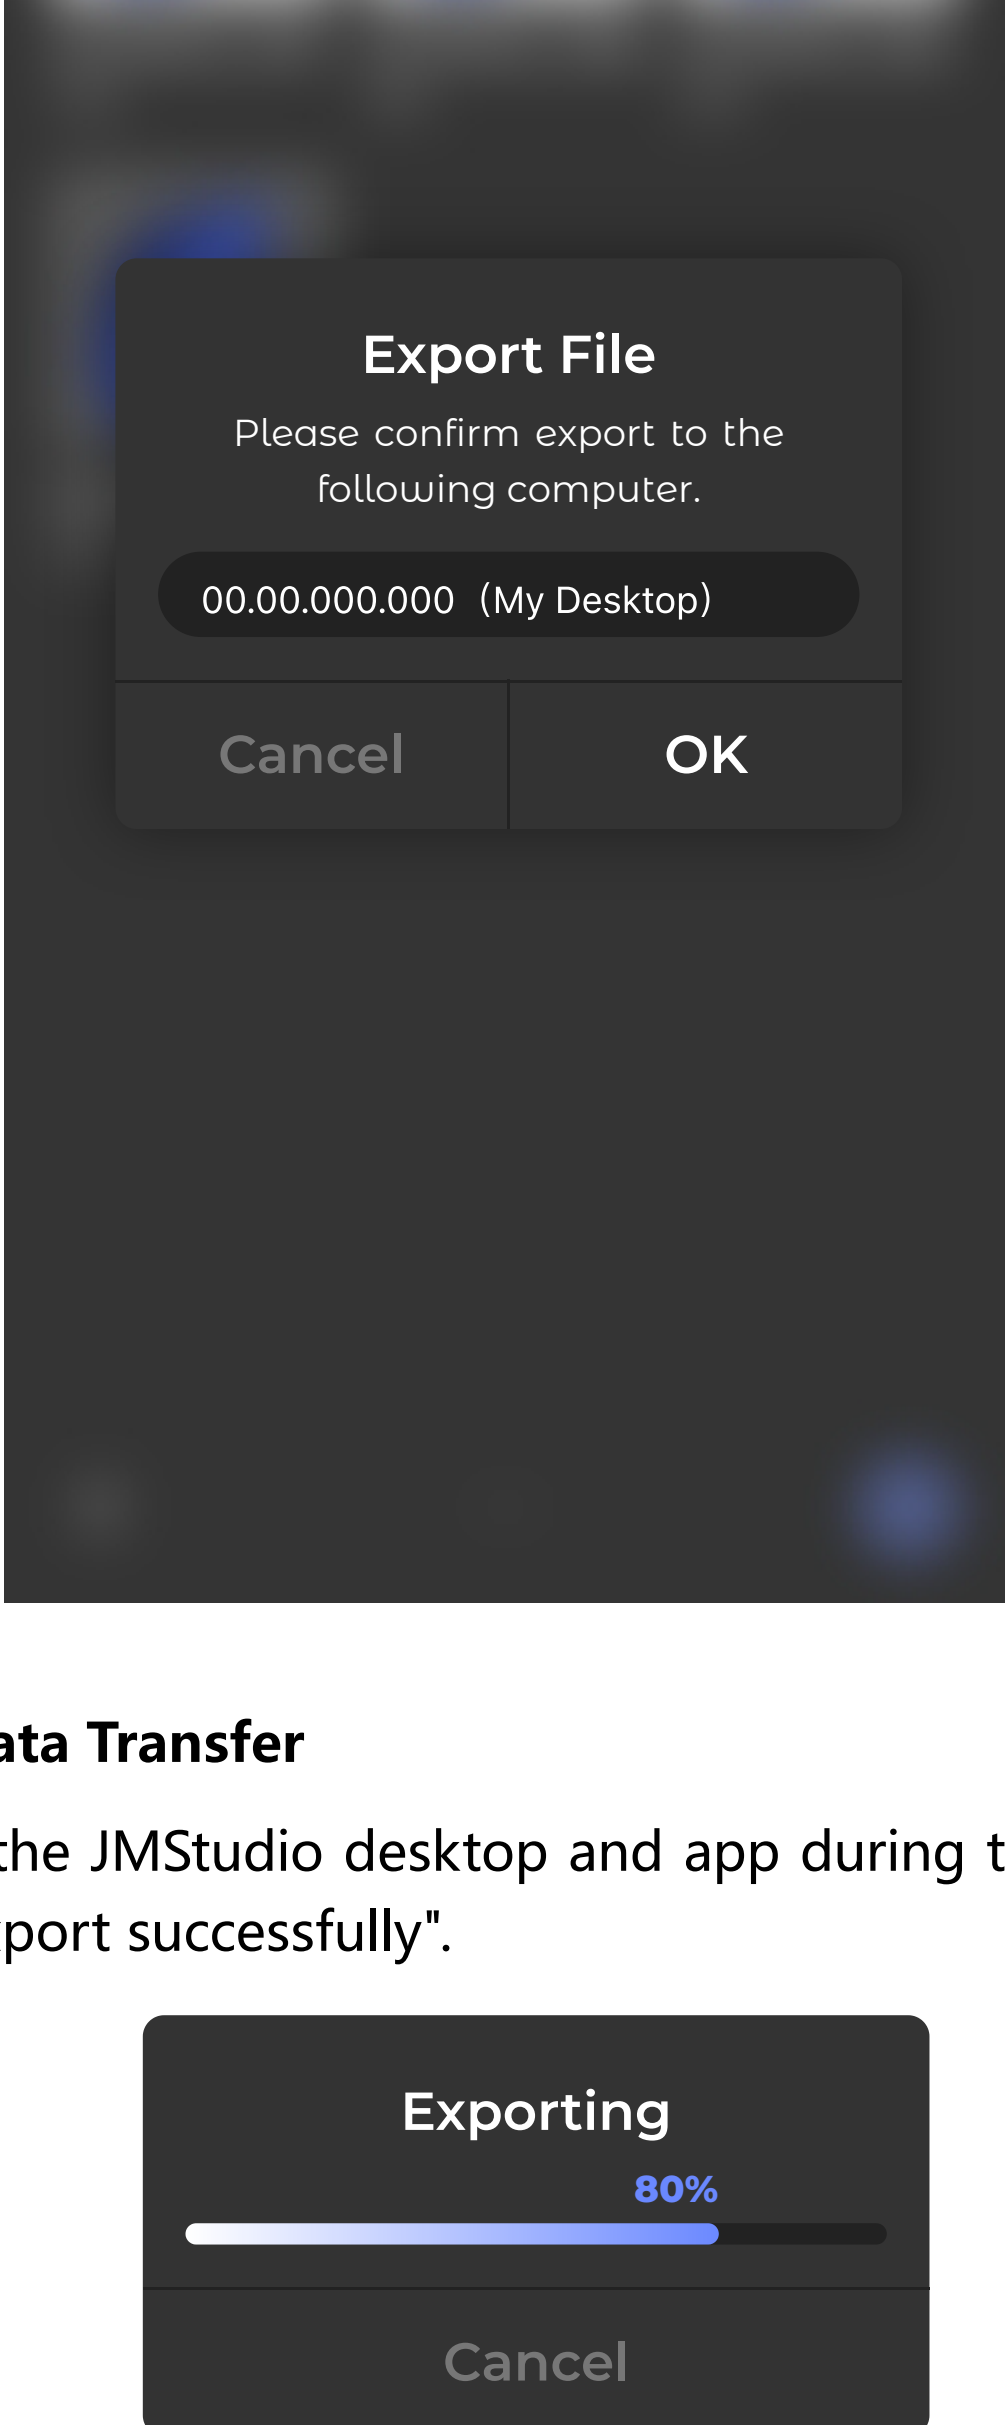 Export File
Please confirm export to the
following computer.
00.00.000.000（My Desktop）
Cancel
OK
ata Transfer
the JMStudio desktop and app during t
port successfully".
Exporting
80%
Cancel